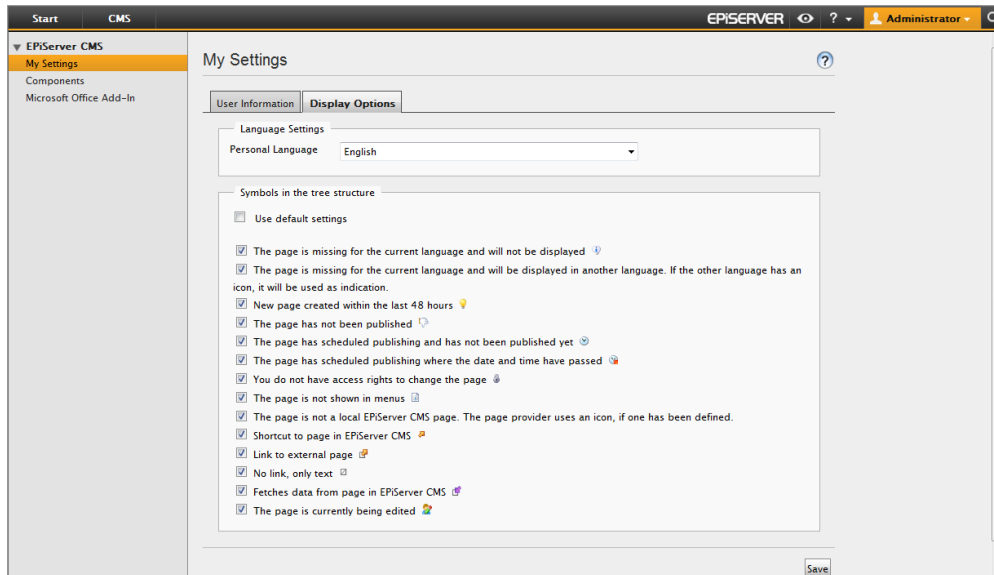 Start CMS EPiSERVER ? Administrator
EPiServer CMS
My Settings
Components
Microsoft Office Add-In
My Settings ?
User Information Display Options
Language Settings
Personal Language English
Symbols in the tree structure
Use default settings
The page is missing for the current language and will not be displayed
The page is missing for the current language and will be displayed in another language. If the other language has an
icon, it will be used as indication.
New page created within the last 48 hours
The page has not been published
The page has scheduled publishing and has not been published yet
The page has scheduled publishing where the date and time have passed
You do not have access rights to change the page
The page is not shown in menus
The page is not a local EPiServer CMS page. The page provider uses an icon, if one has been defined.
Shortcut to page in EPiServer CMS
Link to external page
No link, only text
Fetches data from page in EPiServer CMS
The page is currently being edited
Save